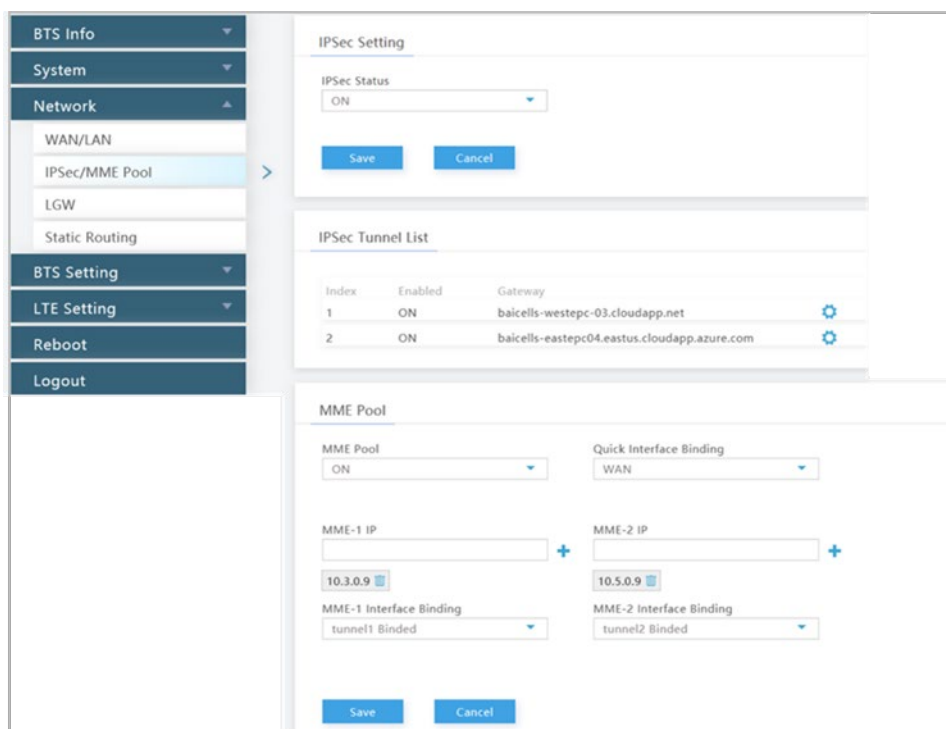 BTS Info
System
Network
WAN/LAN
IPSec/MME Pool
LGW
Static Routing
BTS Setting
LTE Setting
Reboot
Logout
IPSec Setting
IPSec Status
ON
Save Cancel
IPSec Tunnel List
Index Enabled Gateway
1 ON baicells-westepc-03.cloudapp.net
2 ON baicells-eastepc04.eastus.cloudapp.azure.com
MME Pool
MME Pool Quick Interface Binding
ON WAN
MME-1 IP MME-2 IP
10.3.0.9 10.5.0.9
MME-1 Interface Binding MME-2 Interface Binding
tunnel1 Binded tunnel2 Binded
Save Cancel